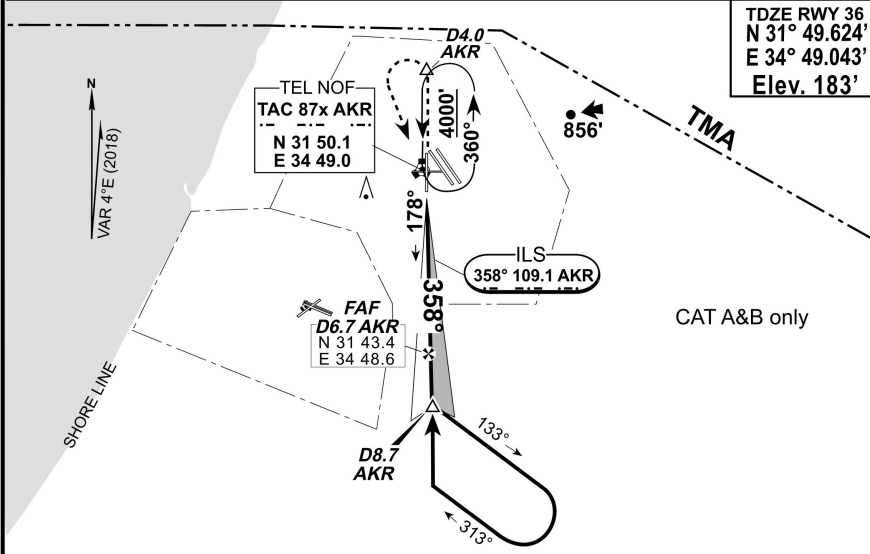 TDZE RWY 36
N 31° 49.624'
E 34° 49.043'
Elev. 183'
D4.0
AKR
TEL NOF
TAC 87x AKR
N 31 50.1
E 34 49.0
N
VAR 4°E (2018)
4000'
360°
856'
TMA
178°
ILS
358° 109.1 AKR
358°
FAF
D6.7 AKR
N 31 43.4
E 34 48.6
CAT A&B only
SHORE LINE
D8.7
AKR
133°
313°